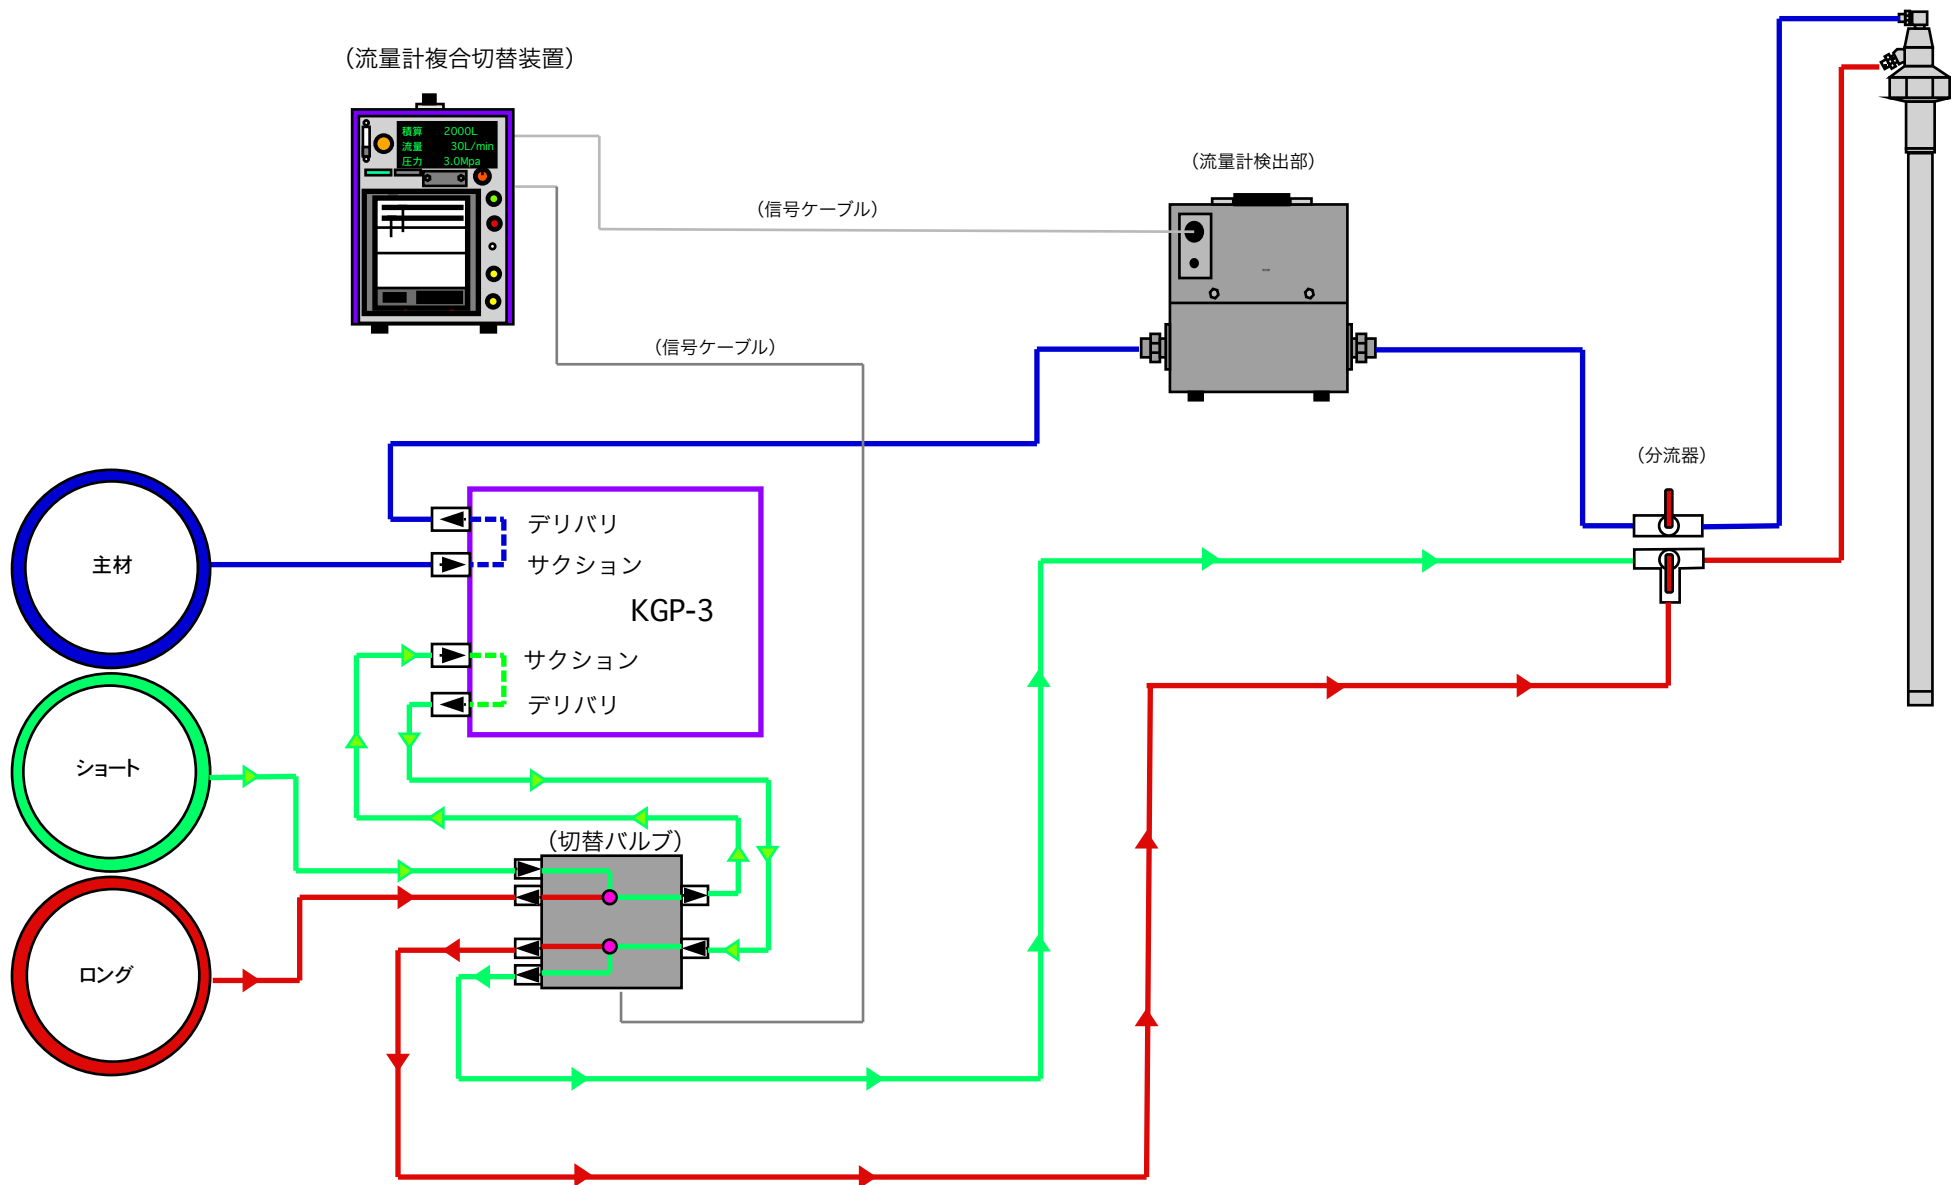 （流量計複合切替装置）
積算 2000L
流量 30L/min
圧力 3.0Mpa
（流量計検出部）
（信号ケーブル）
（信号ケーブル）
（分流器）
デリバリ
主材
サクション
KGP-3
サクション
デリバリ
ショート
（切替バルブ）
ロング